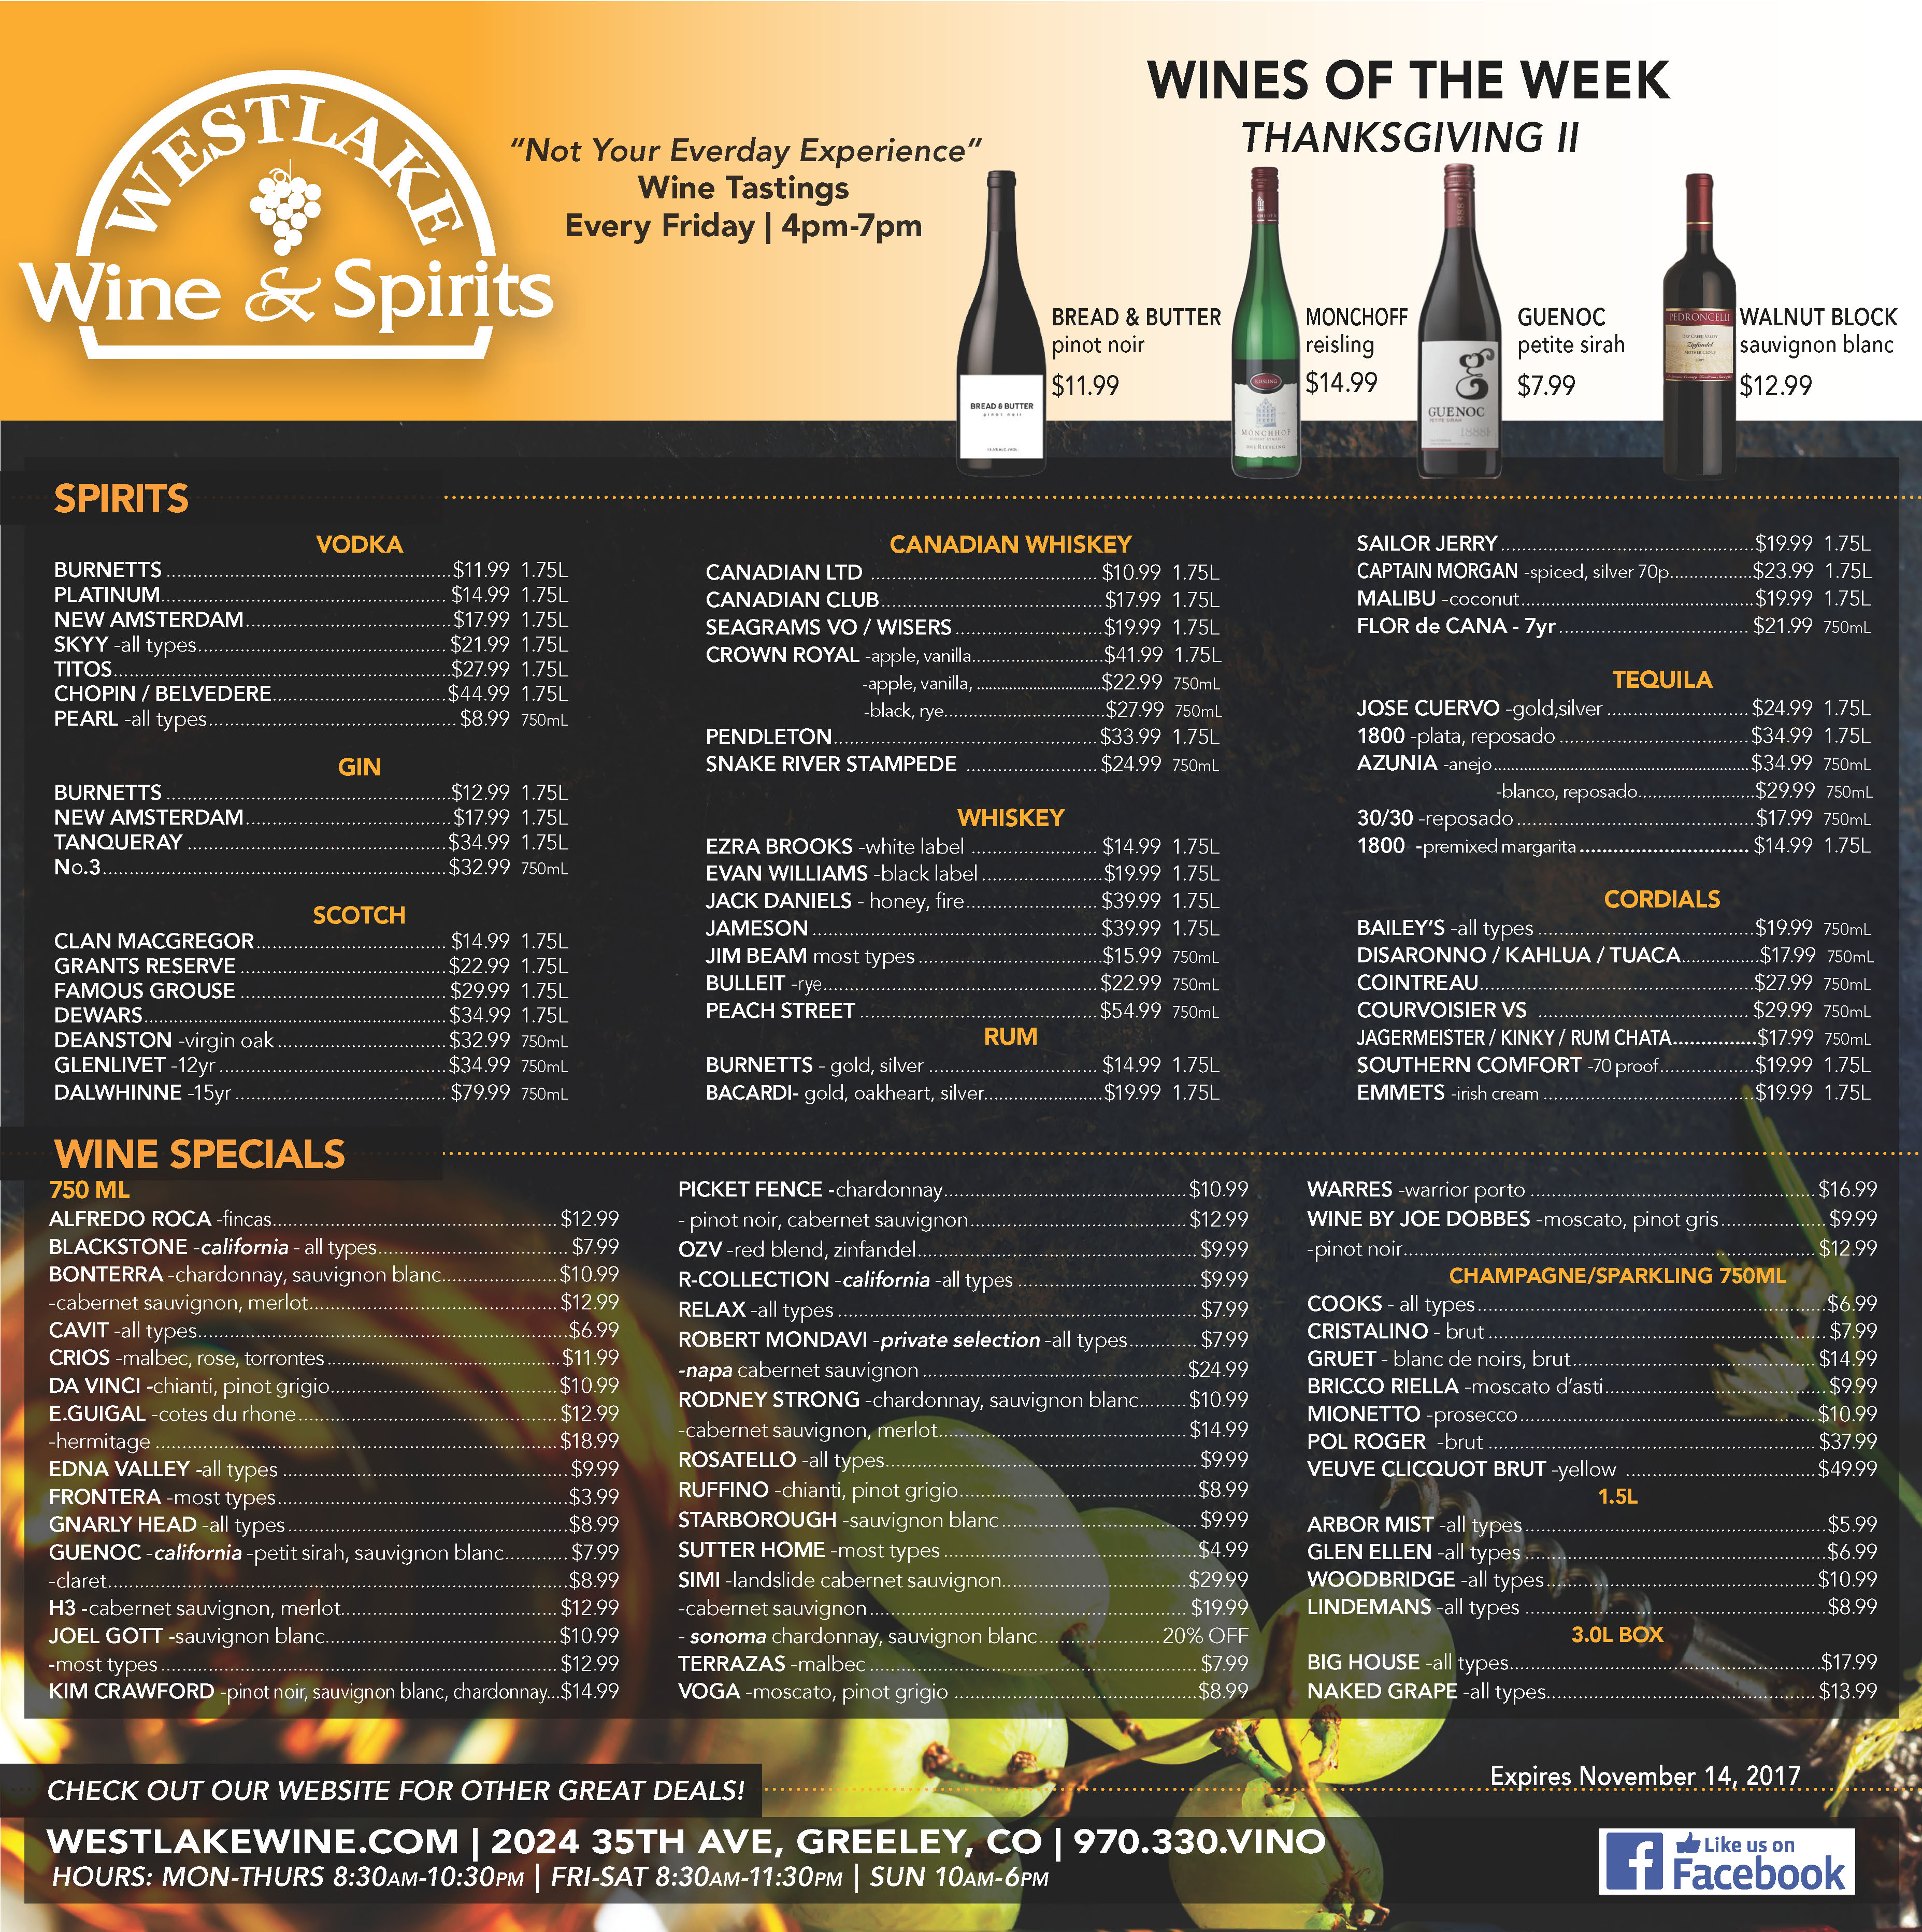 WESTLAKE
Wine & Spirits
"Not Your Everday Experience"
Wine Tastings
Every Friday | 4pm-7pm
WINES OF THE WEEK
THANKSGIVING II
BREAD & BUTTER
pinot noir
$11.99
MONCHOFF
reisling
$14.99
GUENOC
petite sirah
$7.99
WALNUT BLOCK
sauvignon blanc
$12.99
BREAD & BUTTER
pinot noir
RIESLING
MÖNCHHOF
RIESLING
1888
g
GUENOC
PETITE SIRAH
1888
PEDRONCELLI
Zinfandel
MOTHER CLONE
SPIRITS
VODKA
BURNETTS ........ $11.99 1.75L
PLATINUM ........ $14.99 1.75L
NEW AMSTERDAM ........ $17.99 1.75L
SKYY -all types ........ $21.99 1.75L
TITOS ........ $27.99 1.75L
CHOPIN / BELVEDERE ........ $44.99 1.75L
PEARL -all types ........ $8.99 750mL
GIN
BURNETTS ........ $12.99 1.75L
NEW AMSTERDAM ........ $17.99 1.75L
TANQUERAY ........ $34.99 1.75L
No.3 ........ $32.99 750mL
SCOTCH
CLAN MACGREGOR ........ $14.99 1.75L
GRANTS RESERVE ........ $22.99 1.75L
FAMOUS GROUSE ........ $29.99 1.75L
DEWARS ........ $34.99 1.75L
DEANSTON -virgin oak ........ $32.99 750mL
GLENLIVET -12yr ........ $34.99 750mL
DALWHINNE -15yr ........ $79.99 750mL
CANADIAN WHISKEY
CANADIAN LTD ........ $10.99 1.75L
CANADIAN CLUB ........ $17.99 1.75L
SEAGRAMS VO / WISERS ........ $19.99 1.75L
CROWN ROYAL -apple, vanilla ........ $41.99 1.75L
-apple, vanilla, ........ $22.99 750mL
-black, rye ........ $27.99 750mL
PENDLETON ........ $33.99 1.75L
SNAKE RIVER STAMPEDE ........ $24.99 750mL
WHISKEY
EZRA BROOKS -white label ........ $14.99 1.75L
EVAN WILLIAMS -black label ........ $19.99 1.75L
JACK DANIELS - honey, fire ........ $39.99 1.75L
JAMESON ........ $39.99 1.75L
JIM BEAM most types ........ $15.99 750mL
BULLEIT -rye ........ $22.99 750mL
PEACH STREET ........ $54.99 750mL
RUM
BURNETTS - gold, silver ........ $14.99 1.75L
BACARDI- gold, oakheart, silver ........ $19.99 1.75L
SAILOR JERRY ........ $19.99 1.75L
CAPTAIN MORGAN -spiced, silver 70p ........ $23.99 1.75L
MALIBU -coconut ........ $19.99 1.75L
FLOR de CANA - 7yr ........ $21.99 750mL
TEQUILA
JOSE CUERVO -gold,silver ........ $24.99 1.75L
1800 -plata, reposado ........ $34.99 1.75L
AZUNIA -anejo ........ $34.99 750mL
-blanco, reposado ........ $29.99 750mL
30/30 -reposado ........ $17.99 750mL
1800 -premixed margarita ........ $14.99 1.75L
CORDIALS
BAILEY'S -all types ........ $19.99 750mL
DISARONNO / KAHLUA / TUACA ........ $17.99 750mL
COINTREAU ........ $27.99 750mL
COURVOISIER VS ........ $29.99 750mL
JAGERMEISTER / KINKY / RUM CHATA ........ $17.99 750mL
SOUTHERN COMFORT -70 proof ........ $19.99 1.75L
EMMETS -irish cream ........ $19.99 1.75L
WINE SPECIALS
750 ML
ALFREDO ROCA -fincas ........ $12.99
BLACKSTONE -california - all types ........ $7.99
BONTERRA -chardonnay, sauvignon blanc ........ $10.99
-cabernet sauvignon, merlot ........ $12.99
CAVIT -all types ........ $6.99
CRIOS -malbec, rose, torrontes ........ $11.99
DA VINCI -chianti, pinot grigio ........ $10.99
E.GUIGAL -cotes du rhone ........ $12.99
-hermitage ........ $18.99
EDNA VALLEY -all types ........ $9.99
FRONTERA -most types ........ $3.99
GNARLY HEAD -all types ........ $8.99
GUENOC -california -petit sirah, sauvignon blanc ........ $7.99
-claret ........ $8.99
H3 -cabernet sauvignon, merlot ........ $12.99
JOEL GOTT -sauvignon blanc ........ $10.99
-most types ........ $12.99
KIM CRAWFORD -pinot noir, sauvignon blanc, chardonnay... $14.99
PICKET FENCE -chardonnay ........ $10.99
- pinot noir, cabernet sauvignon ........ $12.99
OZV -red blend, zinfandel ........ $9.99
R-COLLECTION -california -all types ........ $9.99
RELAX -all types ........ $7.99
ROBERT MONDAVI -private selection -all types ........ $7.99
-napa cabernet sauvignon ........ $24.99
RODNEY STRONG -chardonnay, sauvignon blanc ........ $10.99
-cabernet sauvignon, merlot ........ $14.99
ROSATELLO -all types ........ $9.99
RUFFINO -chianti, pinot grigio ........ $8.99
STARBOROUGH -sauvignon blanc ........ $9.99
SUTTER HOME -most types ........ $4.99
SIMI -landslide cabernet sauvignon ........ $29.99
-cabernet sauvignon ........ $19.99
- sonoma chardonnay, sauvignon blanc ........ 20% OFF
TERRAZAS -malbec ........ $7.99
VOGA -moscato, pinot grigio ........ $8.99
WARRES -warrior porto ........ $16.99
WINE BY JOE DOBBES -moscato, pinot gris ........ $9.99
-pinot noir ........ $12.99
CHAMPAGNE/SPARKLING 750ML
COOKS - all types ........ $6.99
CRISTALINO - brut ........ $7.99
GRUET - blanc de noirs, brut ........ $14.99
BRICCO RIELLA -moscato d'asti ........ $9.99
MIONETTO -prosecco ........ $10.99
POL ROGER -brut ........ $37.99
VEUVE CLICQUOT BRUT -yellow ........ $49.99
1.5L
ARBOR MIST -all types ........ $5.99
GLEN ELLEN -all types ........ $6.99
WOODBRIDGE -all types ........ $10.99
LINDEMANS -all types ........ $8.99
3.0L BOX
BIG HOUSE -all types ........ $17.99
NAKED GRAPE -all types ........ $13.99
CHECK OUT OUR WEBSITE FOR OTHER GREAT DEALS!
Expires November 14, 2017
WESTLAKEWINE.COM | 2024 35TH AVE, GREELEY, CO | 970.330.VINO
HOURS: MON-THURS 8:30AM-10:30PM | FRI-SAT 8:30AM-11:30PM | SUN 10AM-6PM
f Like us on
Facebook